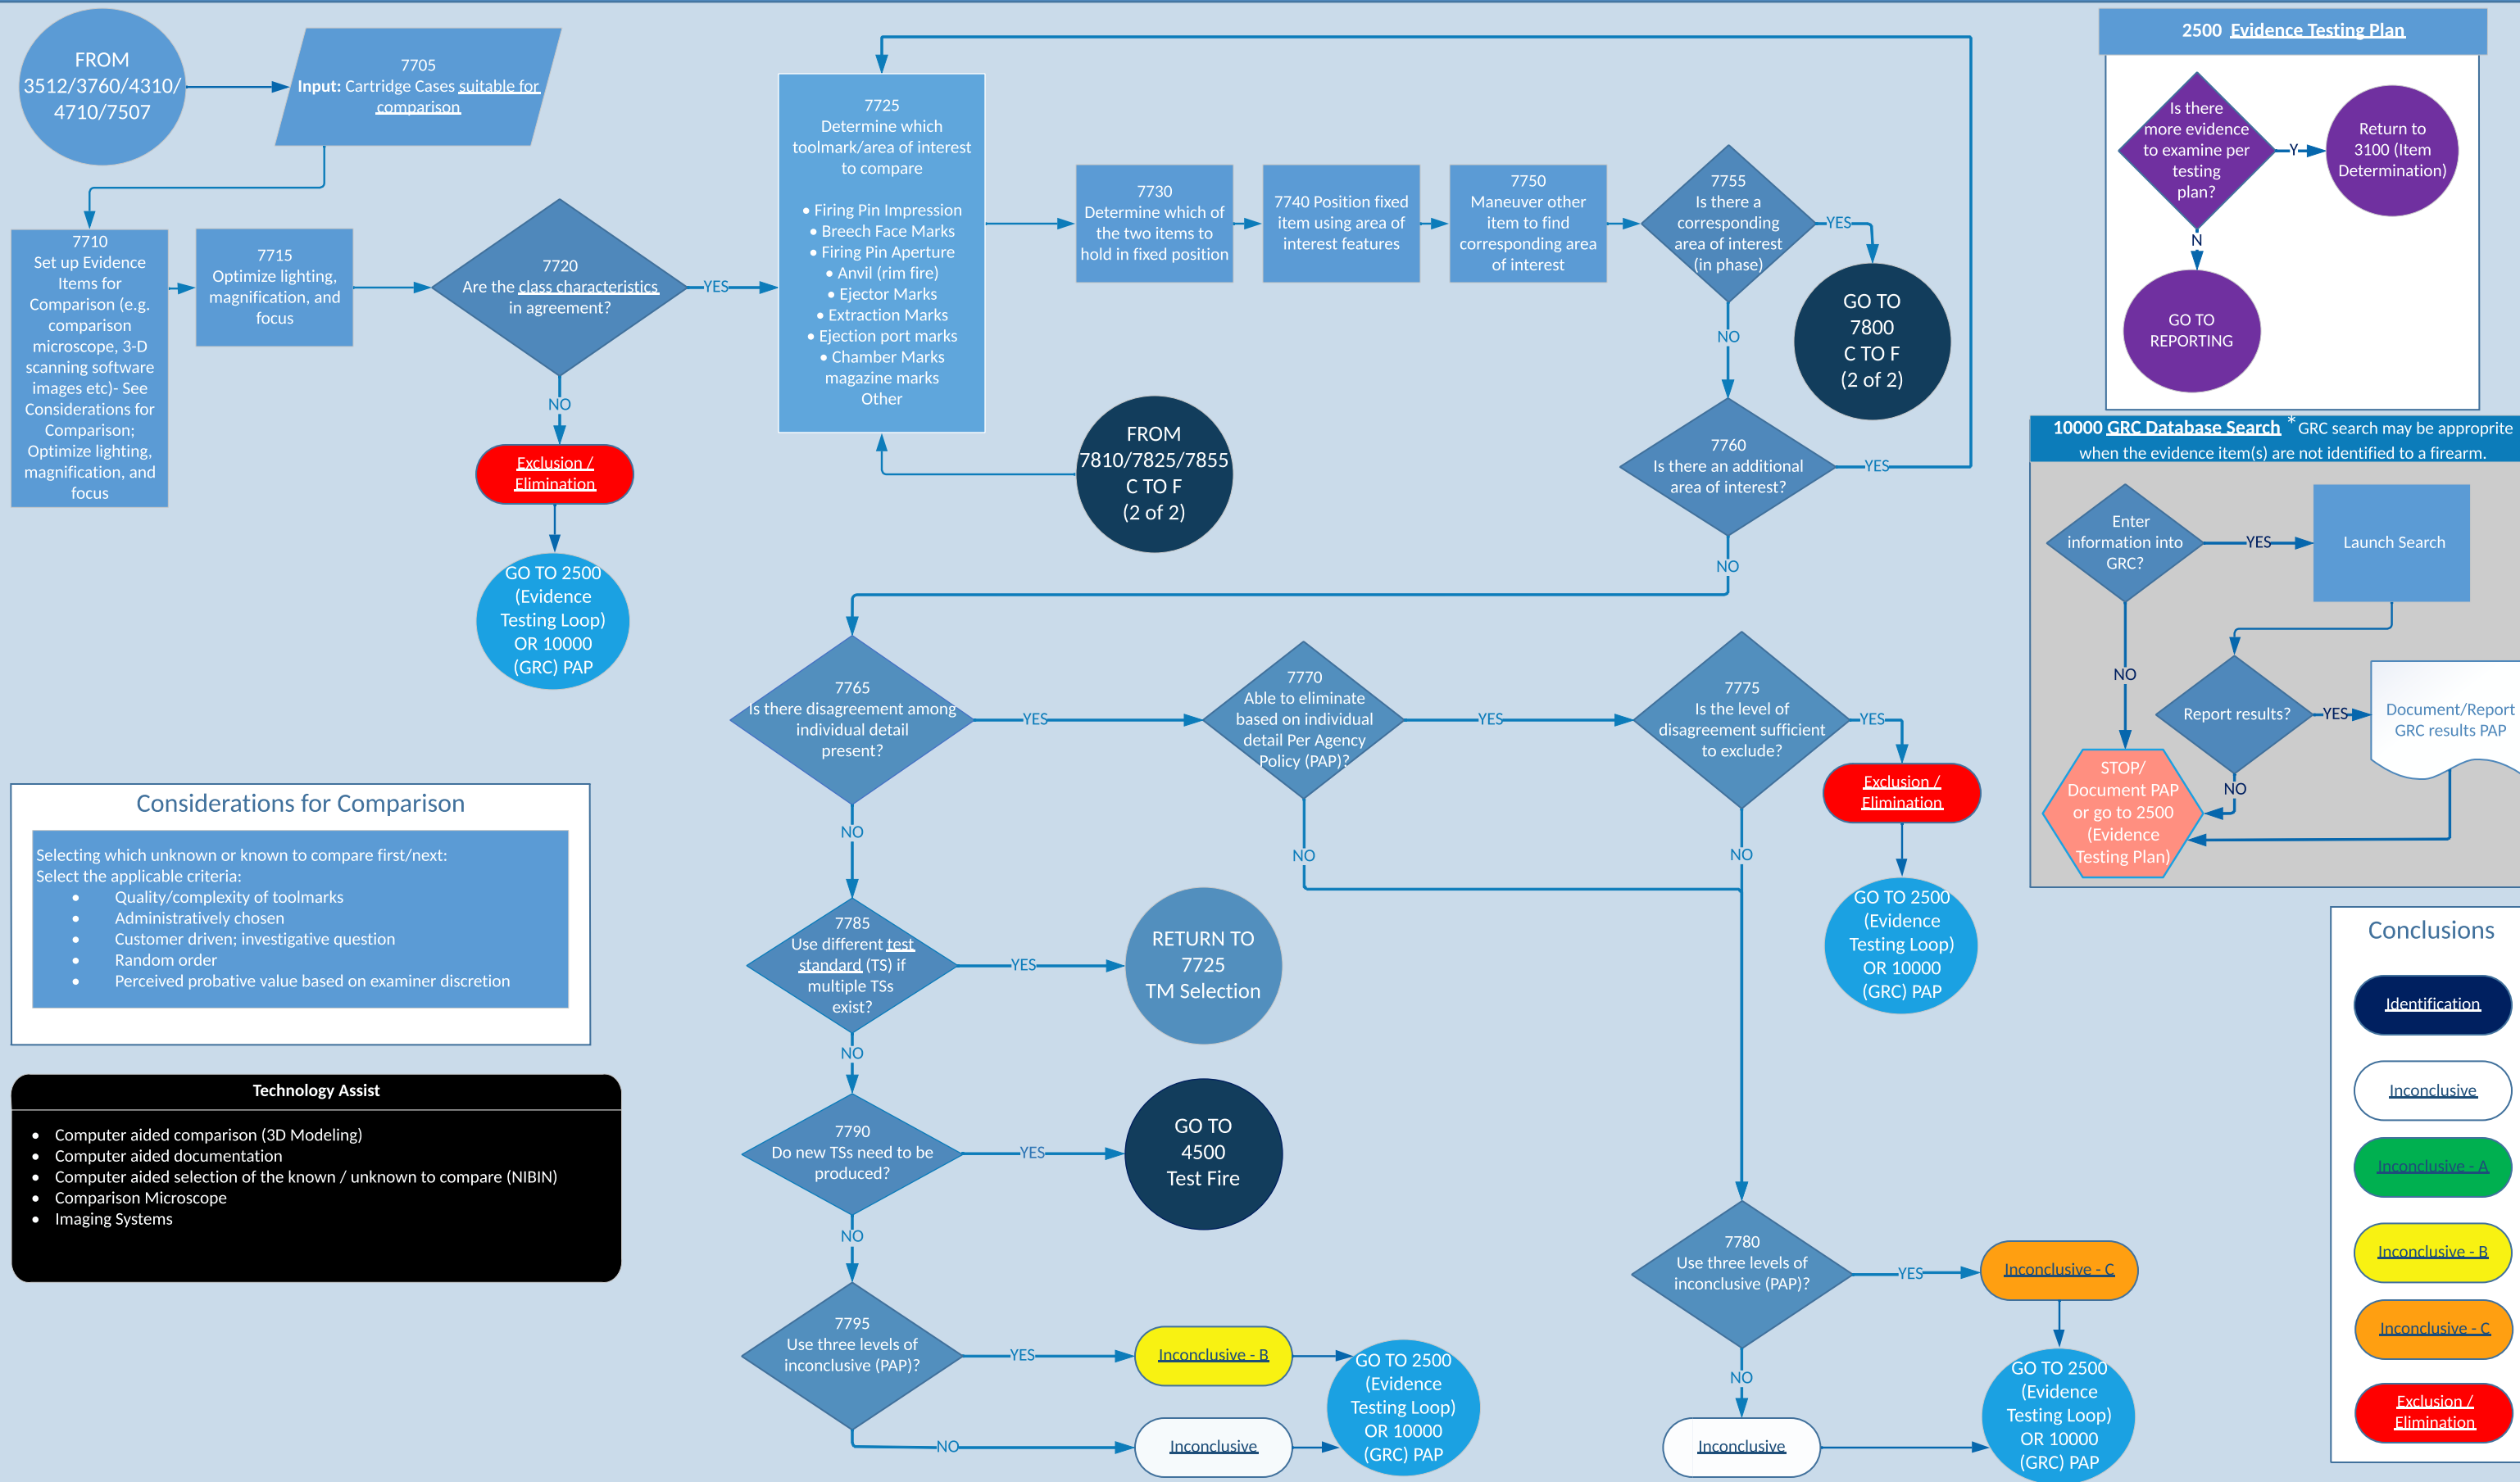 FROM
3512/3760/4310/
4710/7507
7705
Input: Cartridge Cases suitable for
comparison
7710
Set up Evidence
Items for
Comparison (e.g.
comparison
microscope, 3-D
scanning software
images etc)- See
Considerations for
Comparison;
Optimize lighting,
magnification, and
focus
7715
Optimize lighting,
magnification, and
focus
7720
Are the class characteristics
in agreement?
YES
NO
Exclusion /
Elimination
GO TO 2500
(Evidence
Testing Loop)
OR 10000
(GRC) PAP
7725
Determine which
toolmark/area of interest
to compare
• Firing Pin Impression
• Breech Face Marks
• Firing Pin Aperture
• Anvil (rim fire)
• Ejector Marks
• Extraction Marks
• Ejection port marks
• Chamber Marks
magazine marks
Other
FROM
7810/7825/7855
C TO F
(2 of 2)
7730
Determine which of
the two items to
hold in fixed position
7740 Position fixed
item using area of
interest features
7750
Maneuver other
item to find
corresponding area
of interest
7755
Is there a
corresponding
area of interest
(in phase)
YES
GO TO
7800
C TO F
(2 of 2)
NO
7760
Is there an additional
area of interest?
YES
NO
7765
Is there disagreement among
individual detail
present?
YES
7770
Able to eliminate
based on individual
detail Per Agency
Policy (PAP)?
YES
7775
Is the level of
disagreement sufficient
to exclude?
YES
Exclusion /
Elimination
GO TO 2500
(Evidence
Testing Loop)
OR 10000
(GRC) PAP
NO
NO
NO
7785
Use different test
standard (TS) if
multiple TSs
exist?
YES
RETURN TO
7725
TM Selection
NO
7790
Do new TSs need to be
produced?
YES
GO TO
4500
Test Fire
NO
7795
Use three levels of
inconclusive (PAP)?
YES
Inconclusive - B
NO
Inconclusive
GO TO 2500
(Evidence
Testing Loop)
OR 10000
(GRC) PAP
7780
Use three levels of
inconclusive (PAP)?
YES
Inconclusive - C
NO
Inconclusive
GO TO 2500
(Evidence
Testing Loop)
OR 10000
(GRC) PAP
Considerations for Comparison
Selecting which unknown or known to compare first/next:
Select the applicable criteria:
• Quality/complexity of toolmarks
• Administratively chosen
• Customer driven; investigative question
• Random order
• Perceived probative value based on examiner discretion
Technology Assist
• Computer aided comparison (3D Modeling)
• Computer aided documentation
• Computer aided selection of the known / unknown to compare (NIBIN)
• Comparison Microscope
• Imaging Systems
2500 Evidence Testing Plan
Is there
more evidence
to examine per
testing
plan?
Y
Return to
3100 (Item
Determination)
N
GO TO
REPORTING
10000 GRC Database Search *GRC search may be approprite
when the evidence item(s) are not identified to a firearm.
Enter
information into
GRC?
YES
Launch Search
NO
Report results?
YES
Document/Report
GRC results PAP
NO
STOP/
Document PAP
or go to 2500
(Evidence
Testing Plan)
Conclusions
Identification
Inconclusive
Inconclusive - A
Inconclusive - B
Inconclusive - C
Exclusion /
Elimination